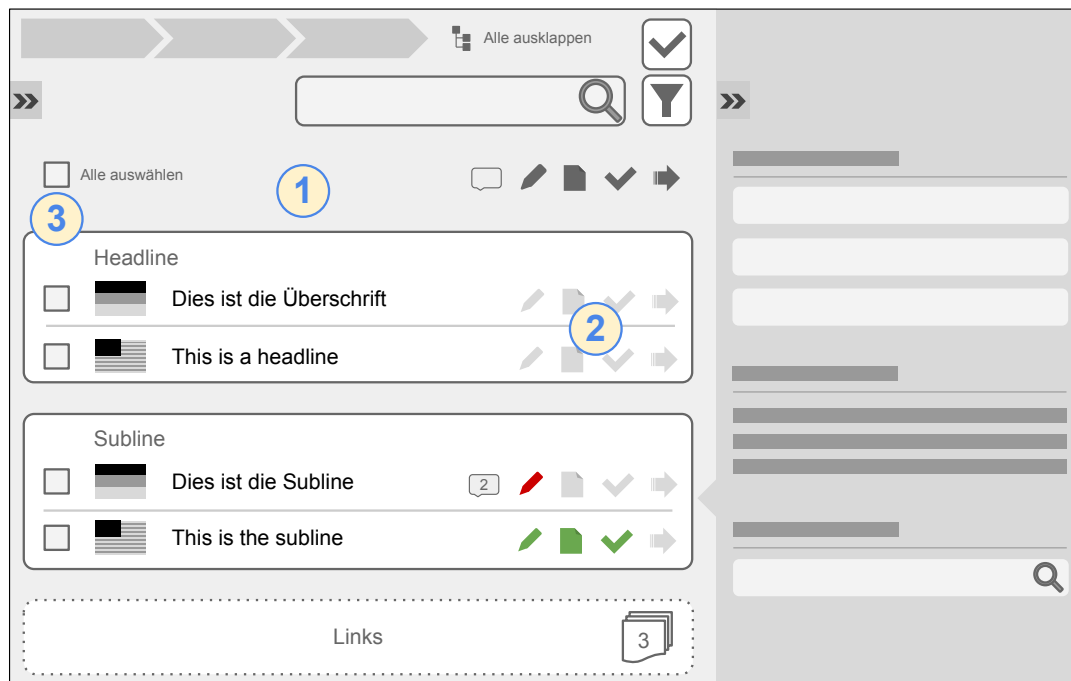 Alle ausklappen
Alle auswählen
1
3
Headline
Dies ist die Überschrift
2
This is a headline
Subline
Dies ist die Subline
2
This is the subline
Links
3